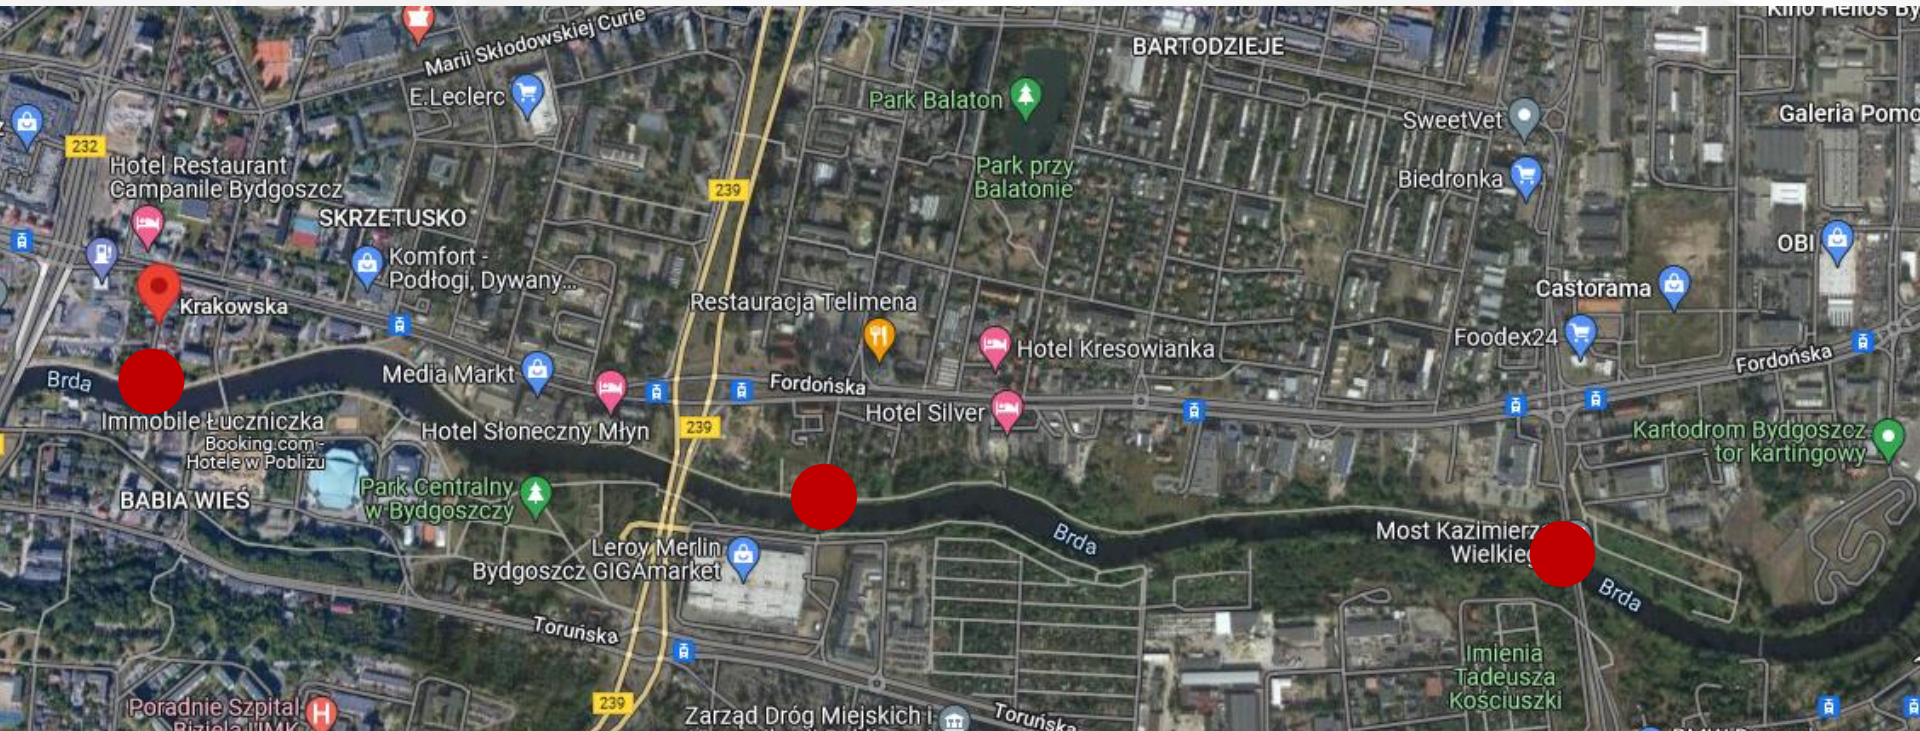 Kino Helios By
Marii Skłodowskiej Curie
BARTODZIEJE
E.Leclerc
Park Balaton
SweetVet
Galeria Pomo
232
Hotel Restaurant
Campanile Bydgoszcz
Park przy
Balatonie
Biedronka
239
SKRZETUSKO
OBI
Komfort -
Podłogi, Dywany...
Castorama
Krakowska
Restauracja Telimena
Foodex24
Hotel Kresowianka
Fordońska
Brda
Media Markt
Fordońska
Hotel Silver
Immobile Łuczniczka
Booking.com -
Hotele w Pobliżu
Hotel Słoneczny Młyn
239
Kartodrom Bydgoszcz
- tor kartingowy
BABIA WIEŚ
Park Centralny
w Bydgoszczy
Brda
Most Kazimierza
Leroy Merlin
Bydgoszcz GIGAmarket
Brda
Toruńska
Imienia
Tadeusza
Kościuszki
239
Poradnie Szpital
Zarząd Dróg Miejskich i
Toruńska